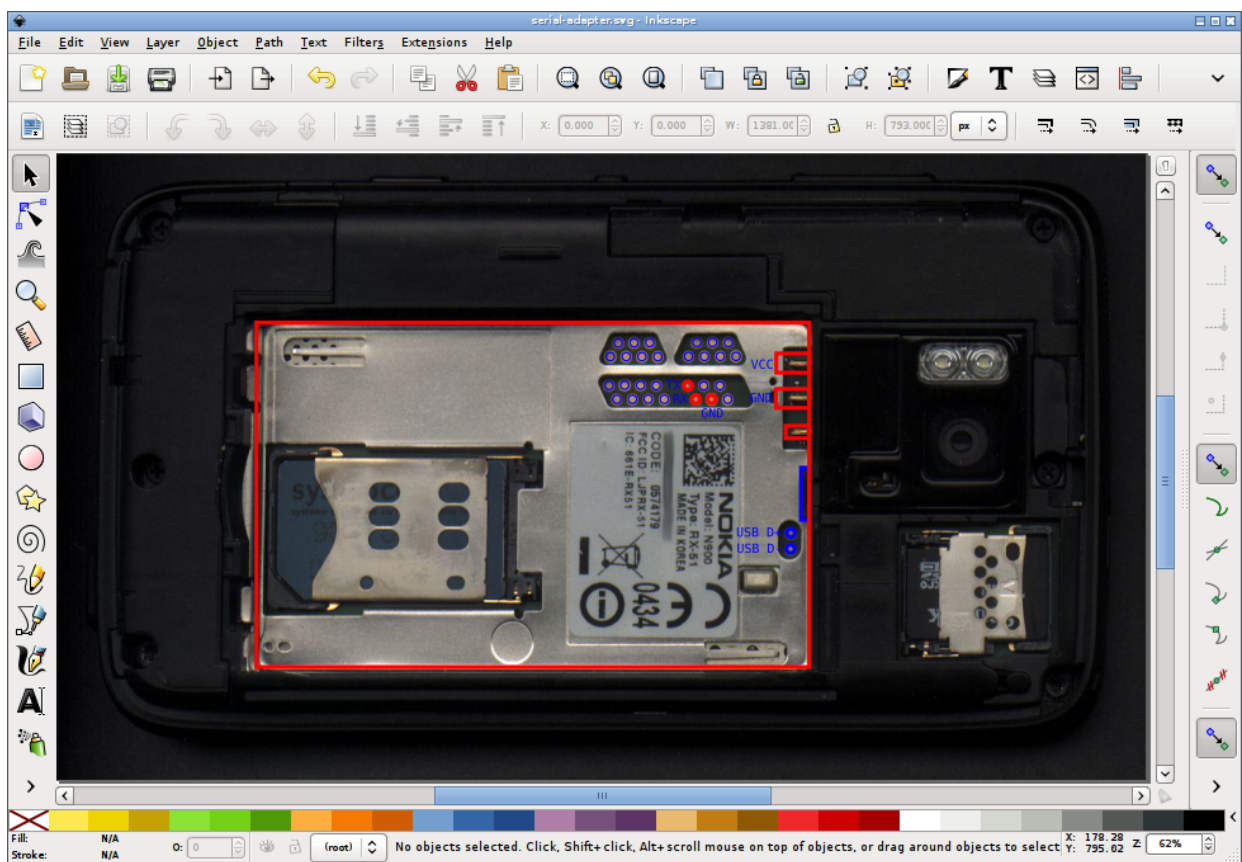 serial-adapter.svg - Inkscape
File Edit View Layer Object Path Text Filters Extensions Help
X: 0.000 Y: 0.000 W: 1381.00 H: 793.000 px
VCC
TX
RX
GND
GND
CODE: 0574179
FCC ID: LJPRX-51
IC: 661E-RX51
NOKIA
Model: N900
Type: RX-51
MADE IN KOREA
0434
USB D+
USB D-
Fill: N/A
Stroke: N/A
O: 0
(root)
No objects selected. Click, Shift+click, Alt+scroll mouse on top of objects, or drag around objects to select
X: 178.28
Y: 795.02
Z: 62%